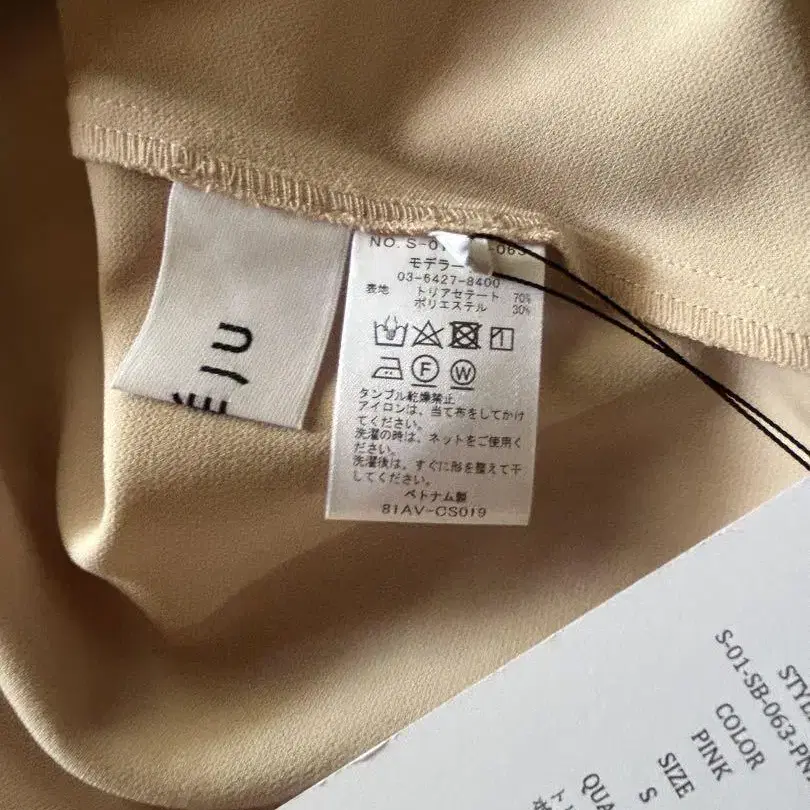 NO. S-0
モデラー
03-6427-8400
表地 トリアセテート 70%
ポリエステル 30%
F W
タンブル乾燥禁止
アイロンは、当て布をしてかけ
てください。
洗濯の時は、ネットをご使用く
ださい。
洗濯後は、すぐに形を整えて干
してください。
ベトナム製
81AV-CS019
STY
S-01-SB-063-PN
COLOR
PINK
SIZE
S
QUA